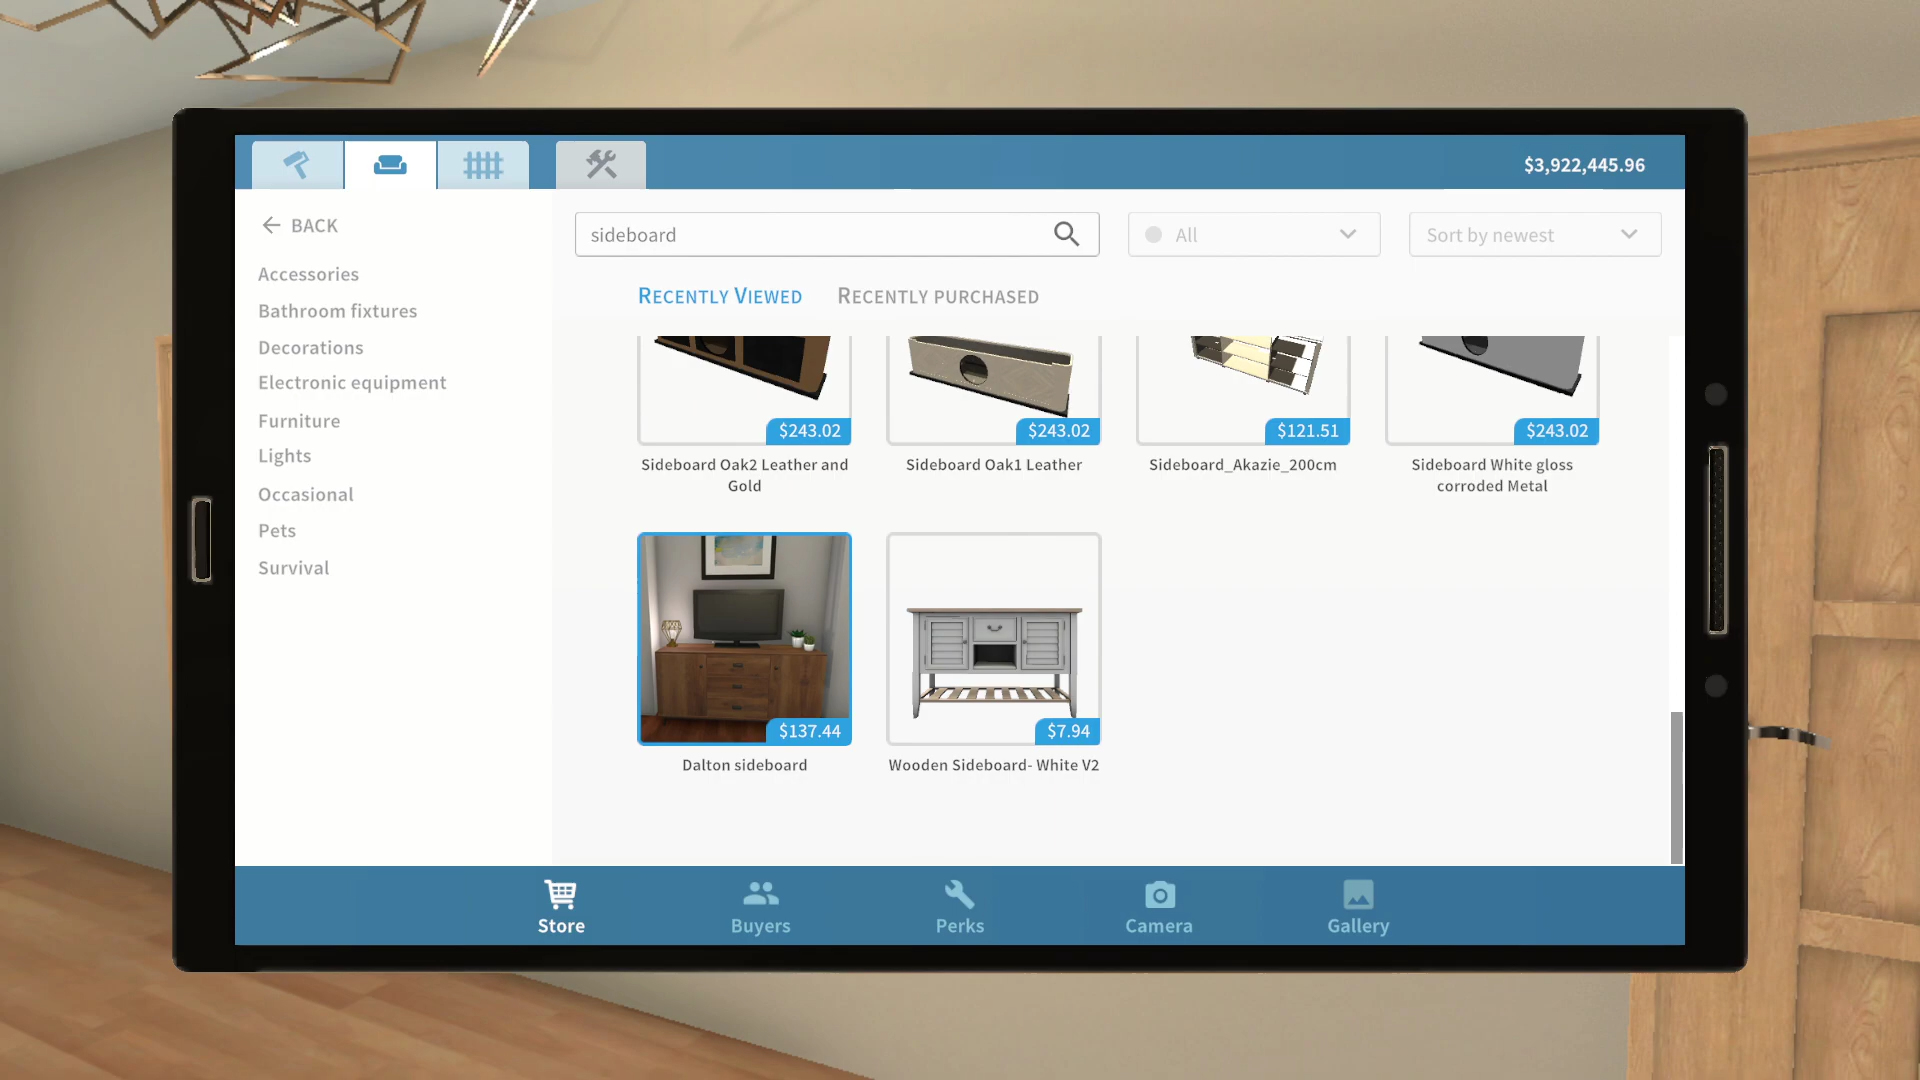 $3,922,445.96
BACK
sideboard
All
Sort by newest
Accessories
Bathroom fixtures
Decorations
Electronic equipment
Furniture
Lights
Occasional
Pets
Survival
RECENTLY VIEWED
RECENTLY PURCHASED
$243.02
$243.02
$121.51
$243.02
Sideboard Oak2 Leather and
Gold
Sideboard Oak1 Leather
Sideboard_Akazie_200cm
Sideboard White gloss
corroded Metal
$137.44
$7.94
Dalton sideboard
Wooden Sideboard- White V2
Store
Buyers
Perks
Camera
Gallery